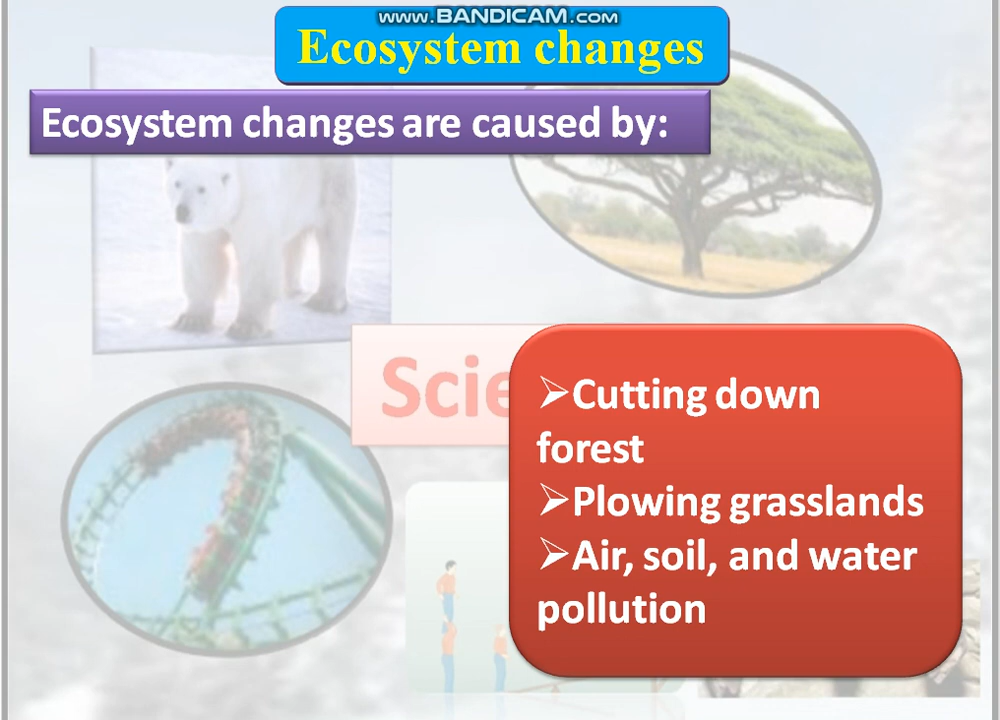 www.BANDICAM.com
Ecosystem changes
Ecosystem changes are caused by:
Scie
➢Cutting down
forest
➢Plowing grasslands
➢Air, soil, and water
pollution